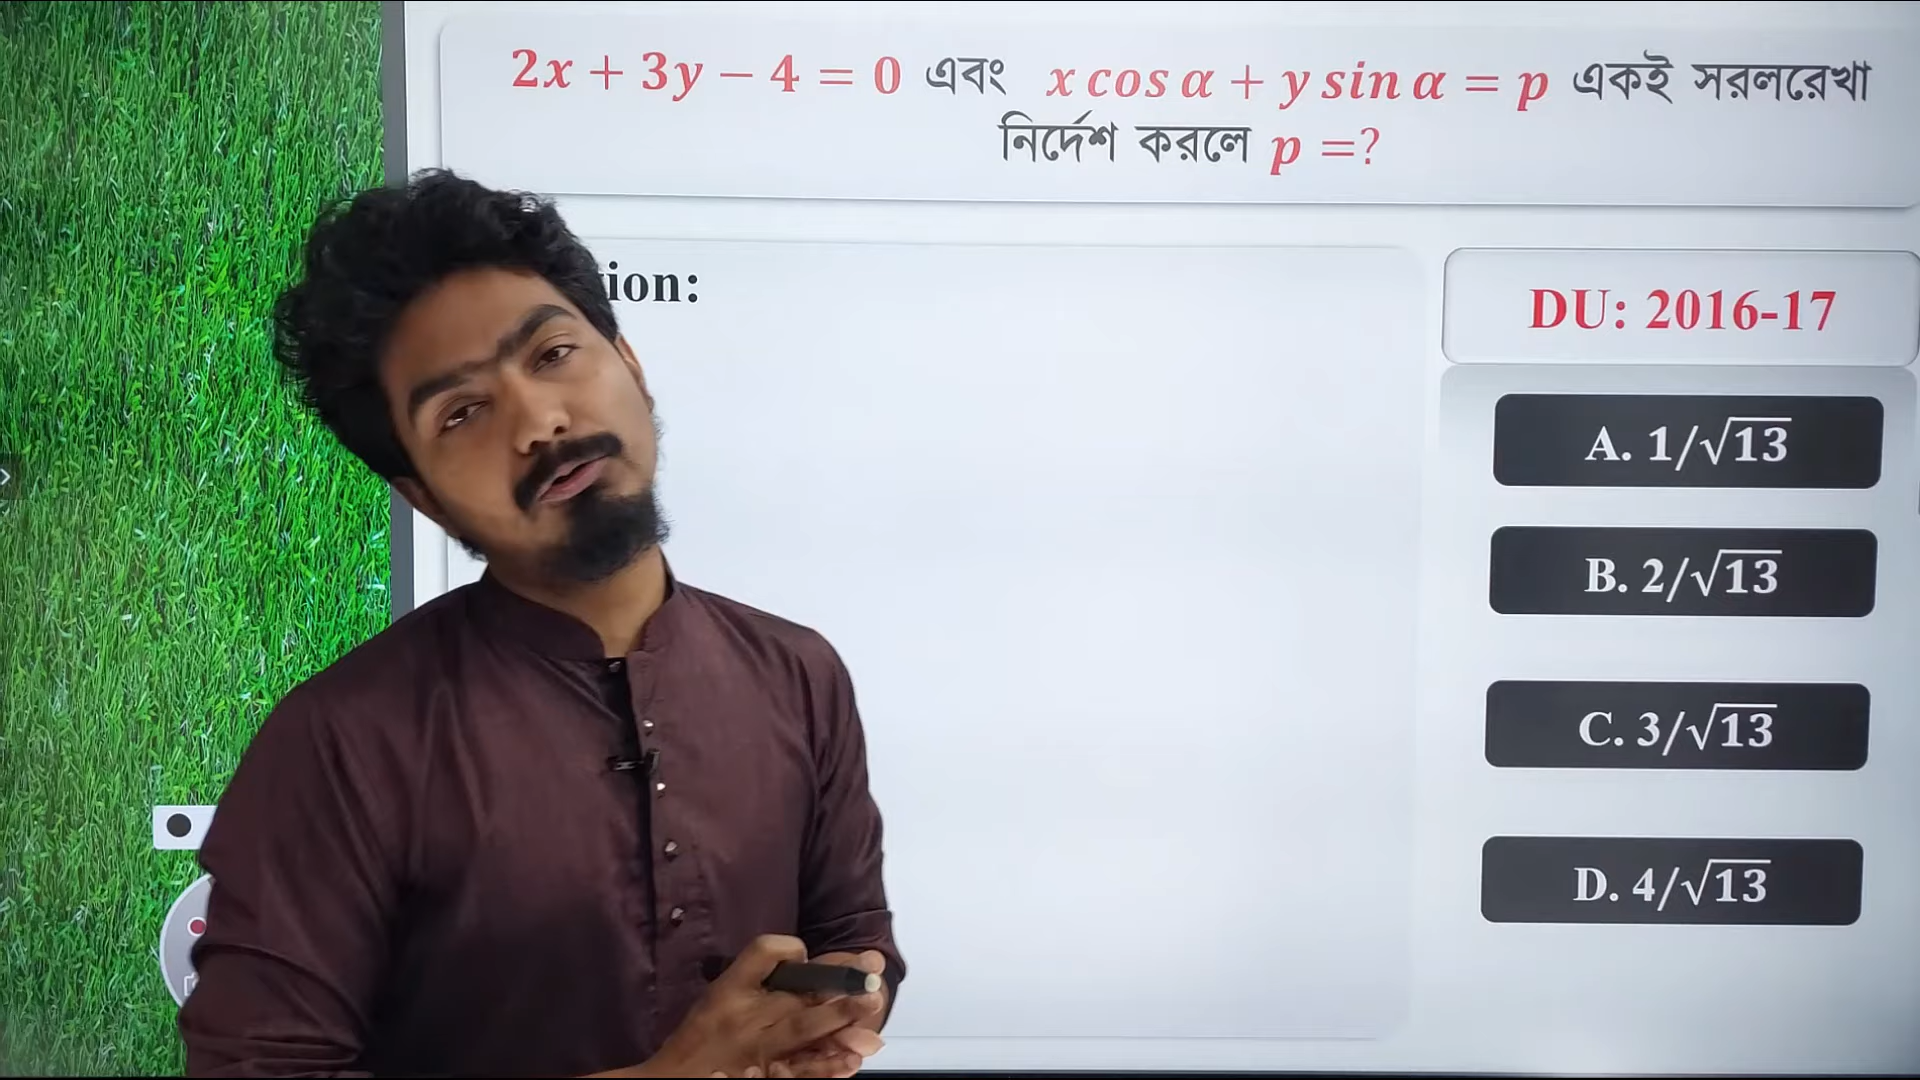 2x + 3y − 4 = 0 এবং x cos α + y sin α = p একই সরলরেখা
নির্দেশ করলে p =?
ion:
DU: 2016-17
A. 1/√13
B. 2/√13
C. 3/√13
D. 4/√13